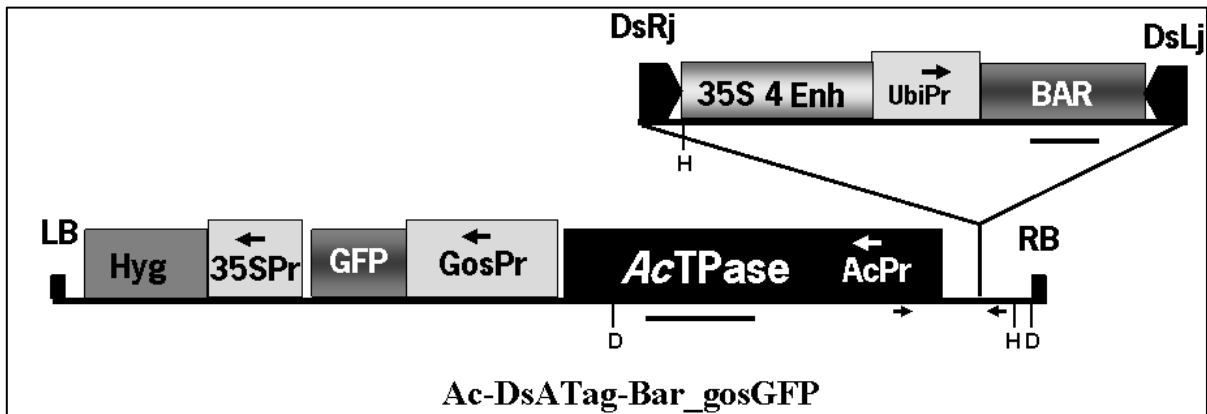 DsRj DsLj
35S 4 Enh UbiPr BAR
H
LB RB
Hyg 35SPr GFP GosPr AcTPase AcPr
D H D
Ac-DsATag-Bar_gosGFP